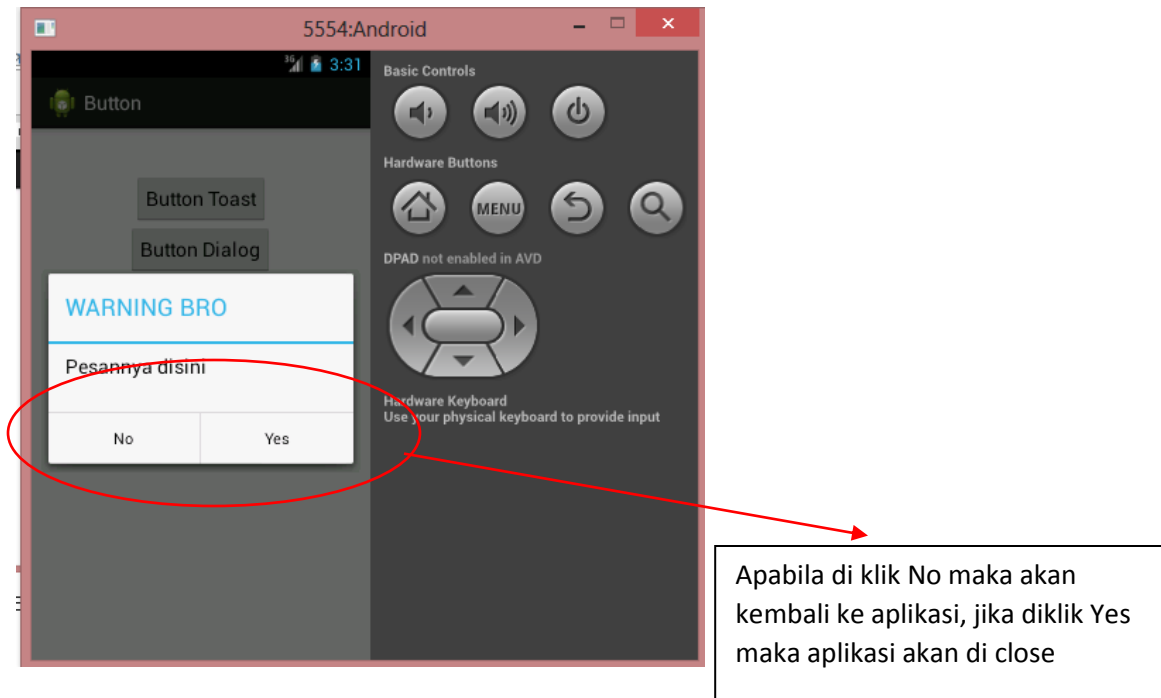 5554:Android
3G 3:31
Button
Button Toast
Button Dialog
WARNING BRO
Pesannya disini
No Yes
Basic Controls
Hardware Buttons
MENU
DPAD not enabled in AVD
Hardware Keyboard
Use your physical keyboard to provide input
Apabila di klik No maka akan
kembali ke aplikasi, jika diklik Yes
maka aplikasi akan di close